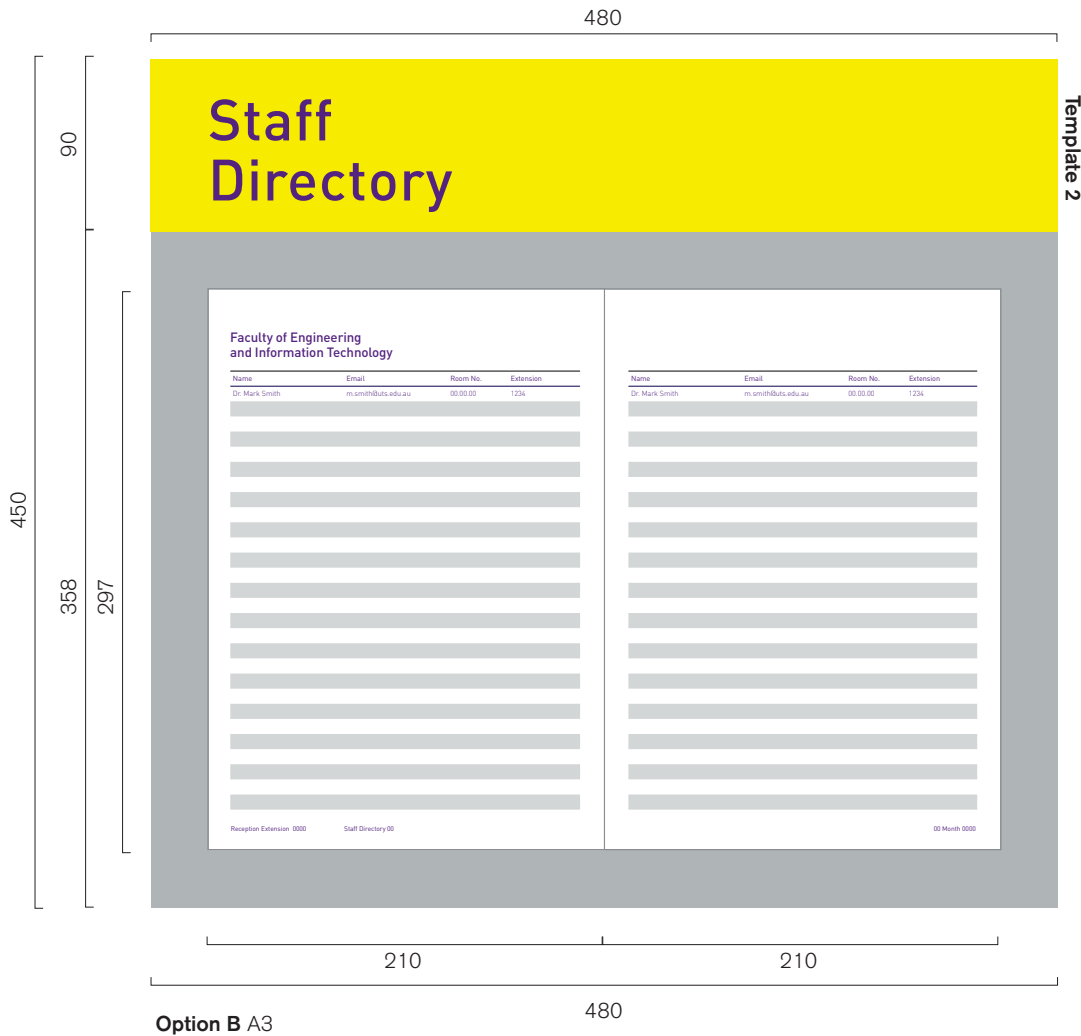 480
Template 2
90
Staff
Directory
450
358
297
Faculty of Engineering
and Information Technology
Name Email Room No. Extension
Dr. Mark Smith m.smith@uts.edu.au 00.00.00 1234
Name Email Room No. Extension
Dr. Mark Smith m.smith@uts.edu.au 00.00.00 1234
Reception Extension 0000 Staff Directory 00
00 Month 0000
210 210
480
Option B A3